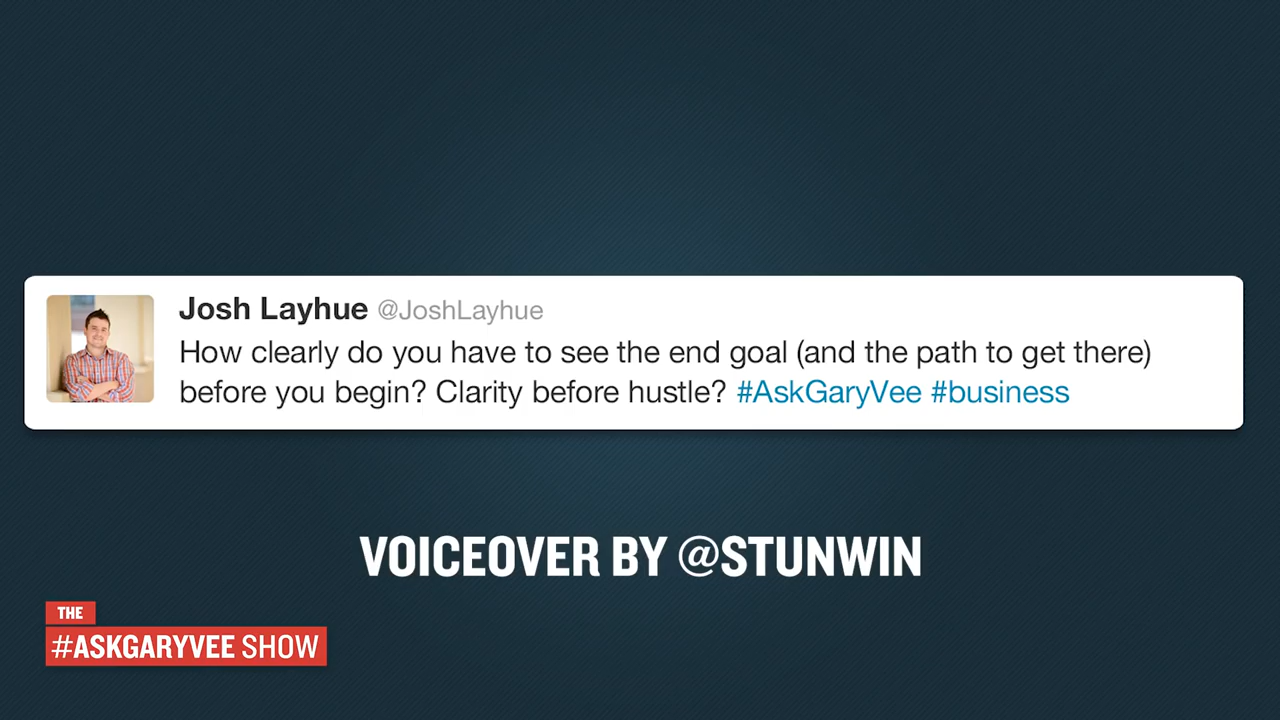 Josh Layhue @JoshLayhue
How clearly do you have to see the end goal (and the path to get there)
before you begin? Clarity before hustle? #AskGaryVee #business
VOICEOVER BY @STUNWIN
THE
#ASKGARYVEE SHOW